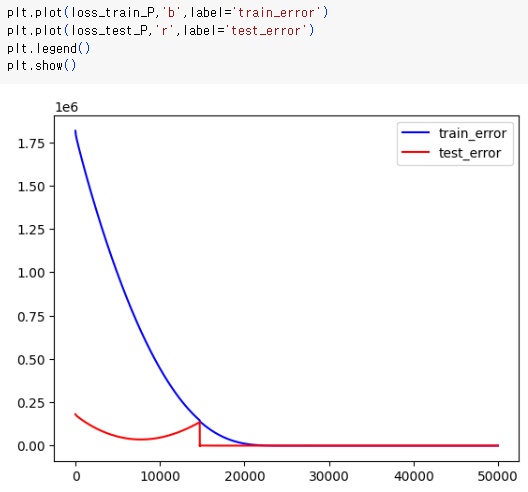 plt.plot(loss_train_P,'b',label='train_error')
plt.plot(loss_test_P,'r',label='test_error')
plt.legend()
plt.show()
1e6
train_error
test_error
1.75
1.50
1.25
1.00
0.75
0.50
0.25
0.00
0 10000 20000 30000 40000 50000